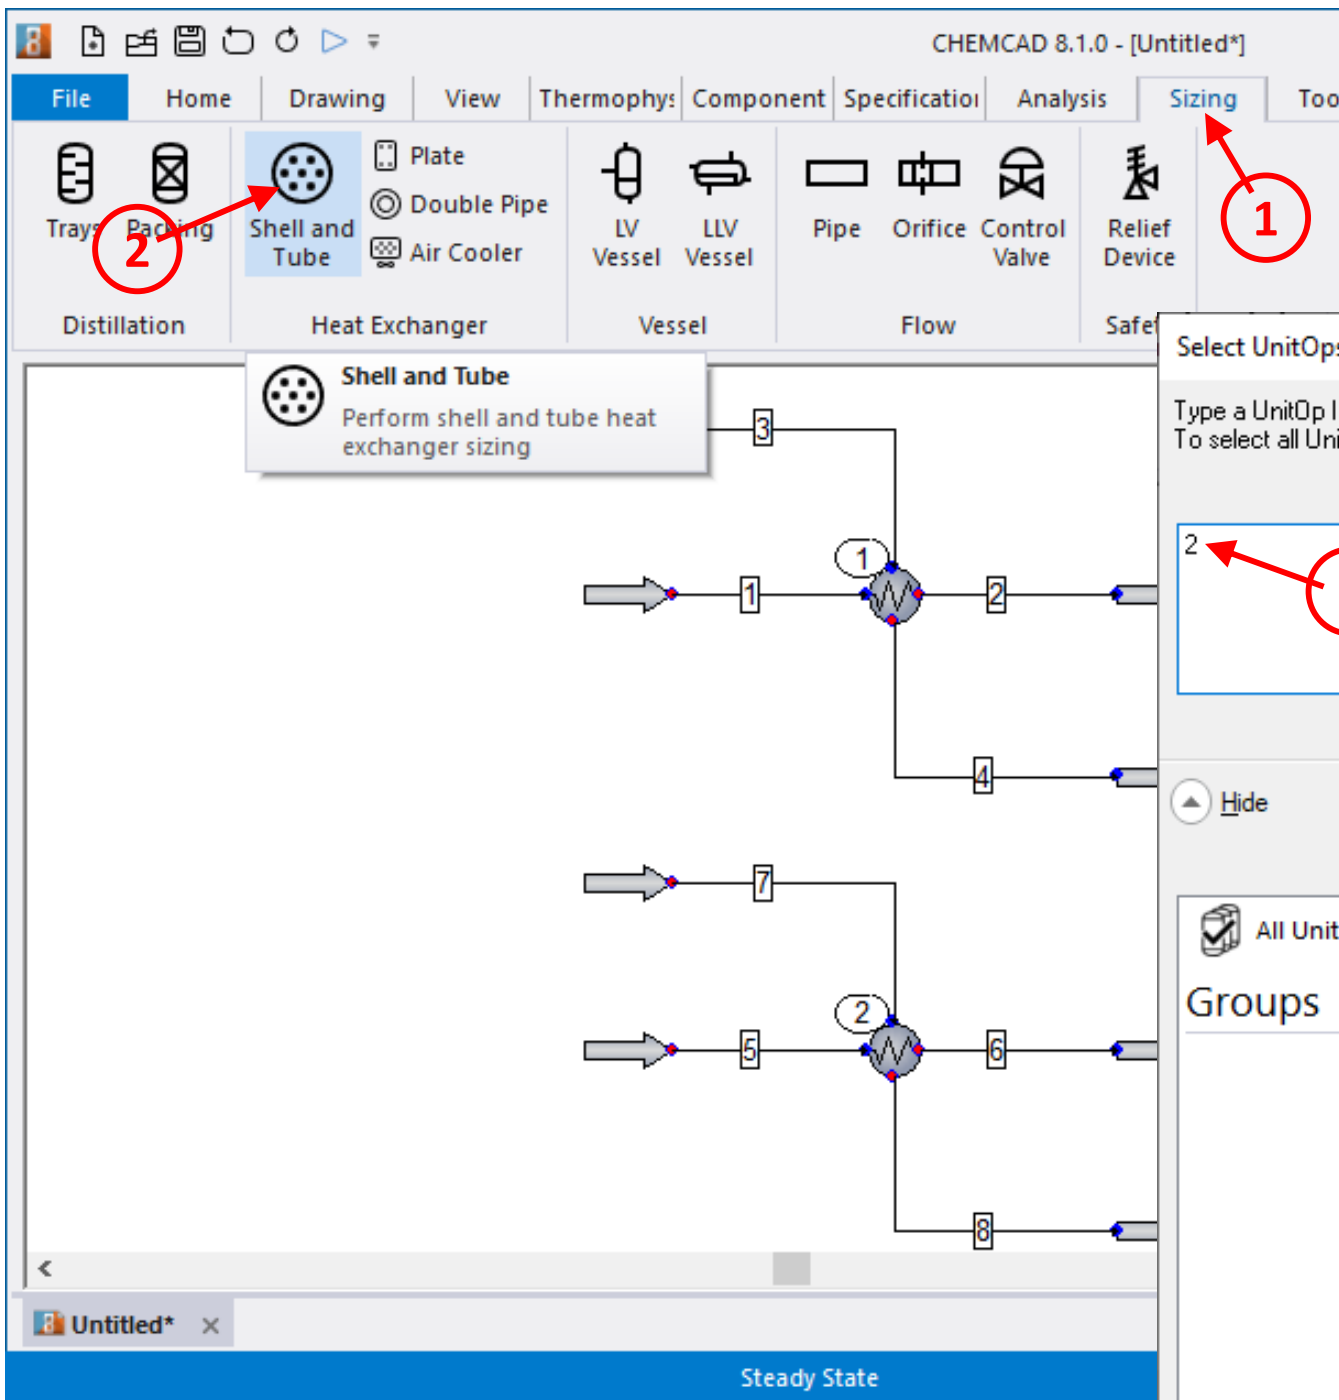 CHEMCAD 8.1.0 - [Untitled*]
File Home Drawing View Thermophys Component Specification Analysis Sizing Too
Plate
Double Pipe
Air Cooler
Trays Packing Shell and Tube LV Vessel LLV Vessel Pipe Orifice Control Valve Relief Device
1
2
Distillation Heat Exchanger Vessel Flow Safet
Shell and Tube
Perform shell and tube heat
exchanger sizing
Select UnitOps
Type a UnitOp I
To select all Uni
2
3
1
1
2
4
Hide
7
All Unit
Groups
2
5
6
8
Untitled*
Steady State